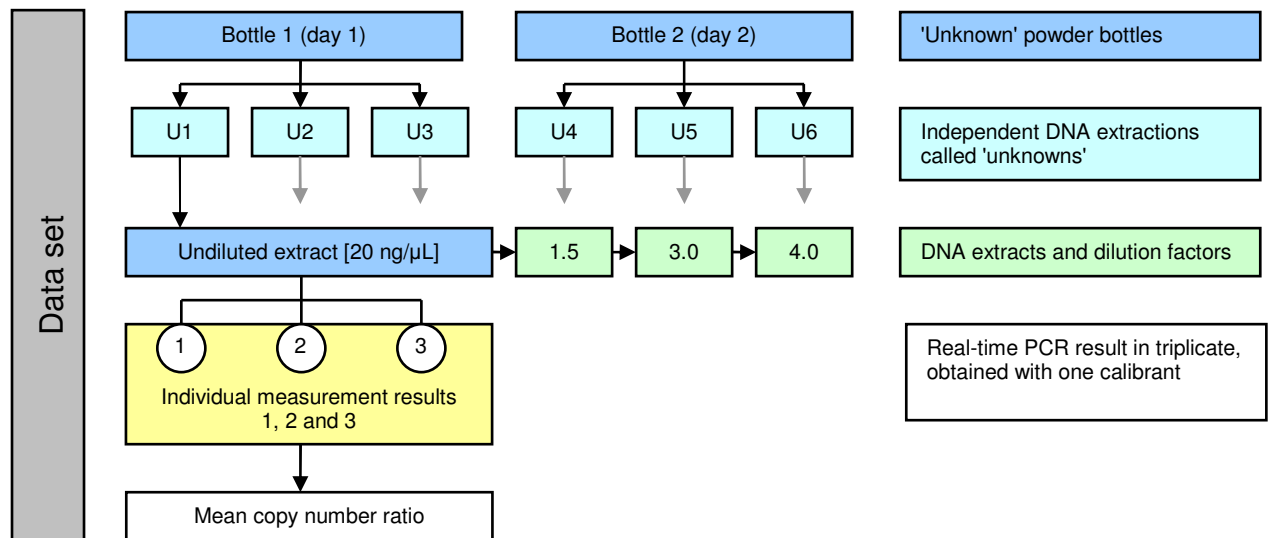 Data set
Bottle 1 (day 1)
Bottle 2 (day 2)
'Unknown' powder bottles
U1
U2
U3
U4
U5
U6
Independent DNA extractions
called 'unknowns'
Undiluted extract [20 ng/µL]
1.5
3.0
4.0
DNA extracts and dilution factors
1
2
3
Individual measurement results
1, 2 and 3
Real-time PCR result in triplicate,
obtained with one calibrant
Mean copy number ratio